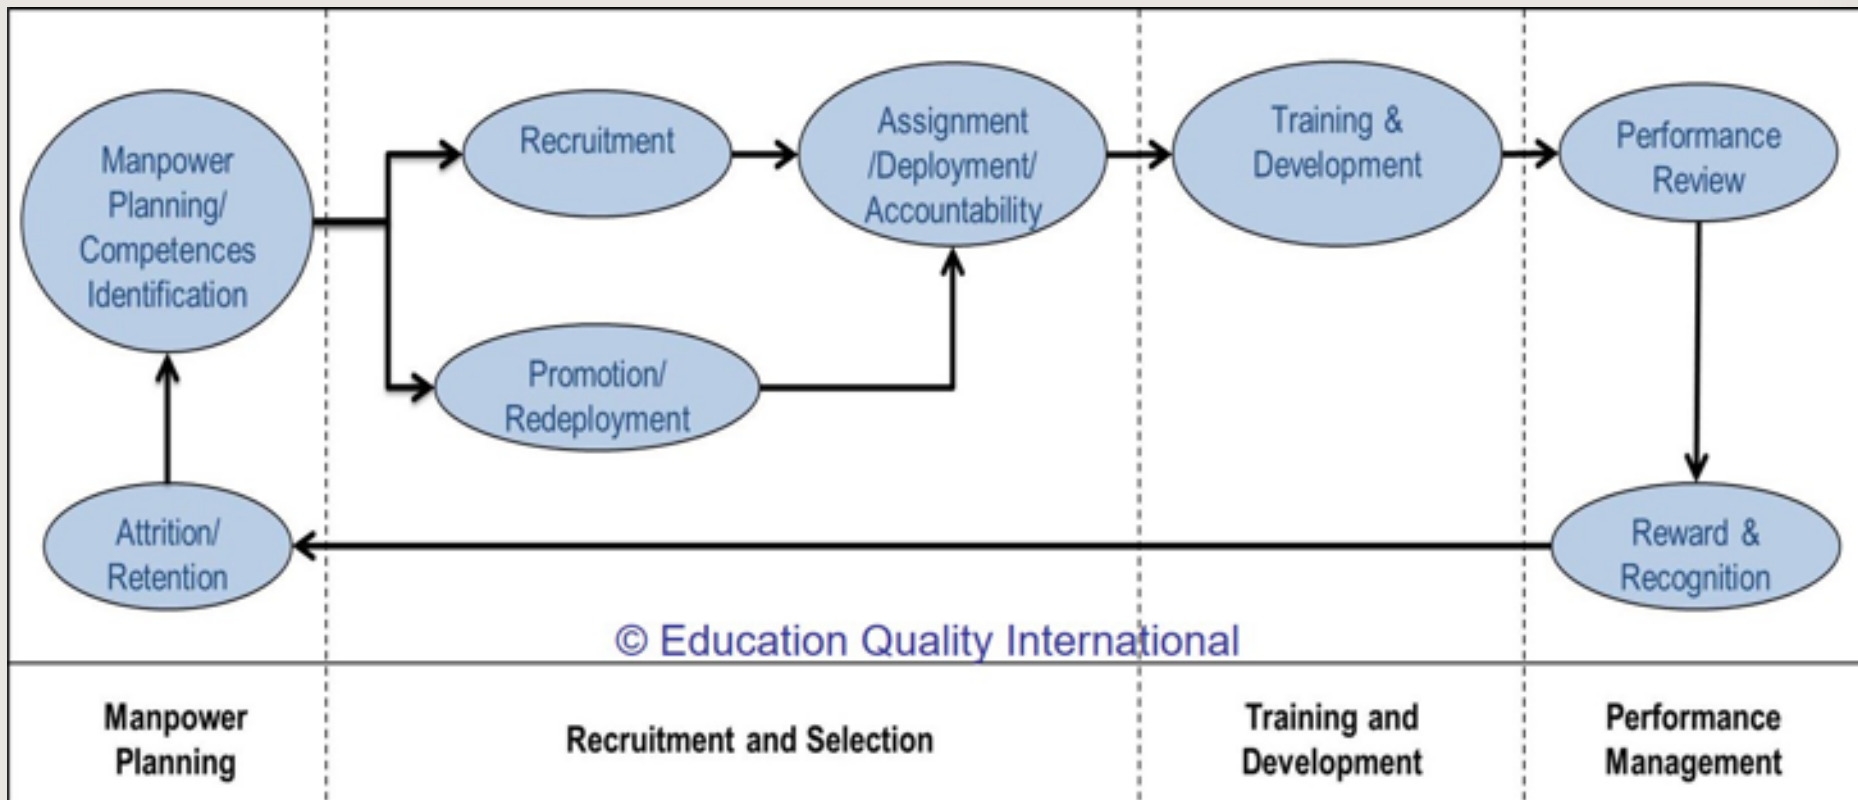 Manpower
Planning/
Competences
Identification
Recruitment
Assignment
/Deployment/
Accountability
Training &
Development
Performance
Review
Promotion/
Redeployment
Attrition/
Retention
Reward &
Recognition
© Education Quality International
Manpower
Planning
Recruitment and Selection
Training and
Development
Performance
Management